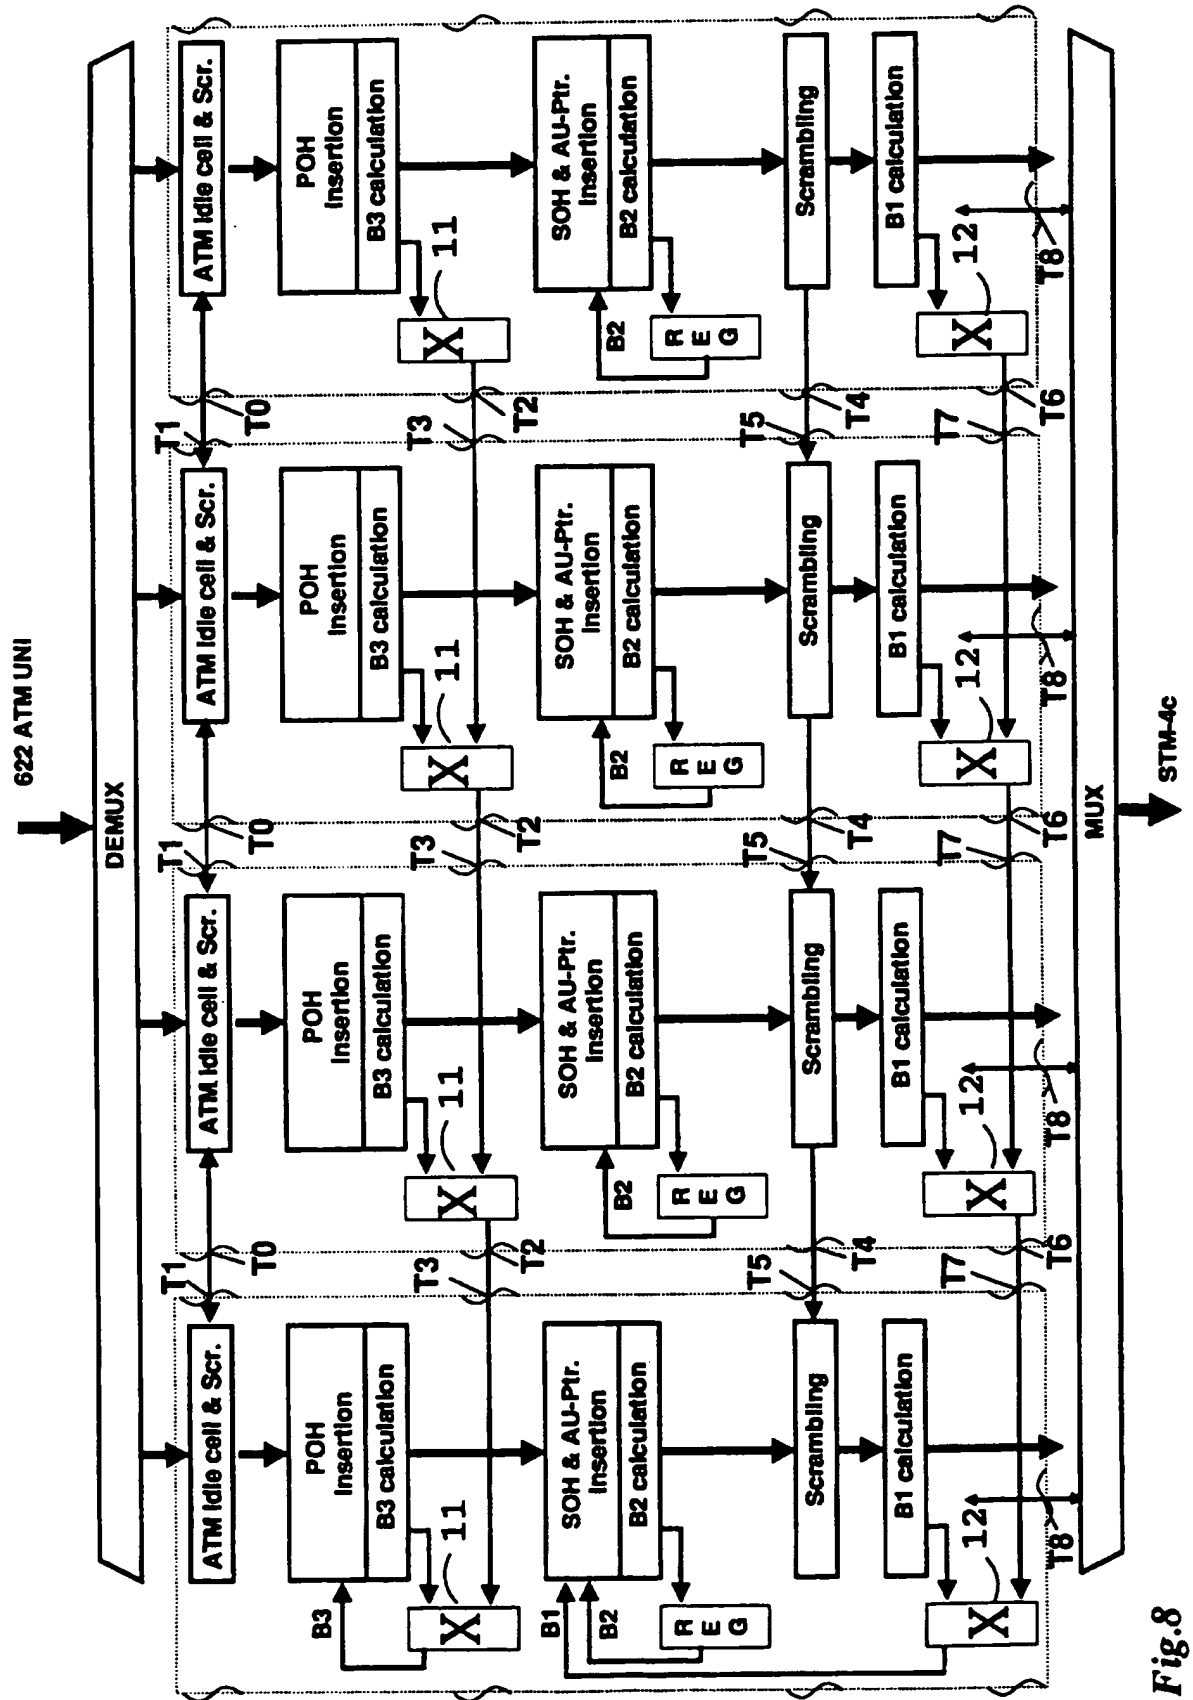 622 ATM UNI
DEMUX
ATM Idle cell & Scr.
T1
T0
ATM Idle cell & Scr.
T1
T0
ATM Idle cell & Scr.
T1
T0
ATM Idle cell & Scr.
POH
Insertion
B3 calculation
B3
X
11
T3
T2
POH
Insertion
B3 calculation
X
11
T3
T2
POH
Insertion
B3 calculation
X
11
T3
T2
POH
Insertion
B3 calculation
X
11
SOH & AU-Ptr.
Insertion
B2 calculation
B1
B2
REG
SOH & AU-Ptr.
Insertion
B2 calculation
B2
REG
SOH & AU-Ptr.
Insertion
B2 calculation
B2
REG
SOH & AU-Ptr.
Insertion
B2 calculation
B2
REG
Scrambling
T5
T4
Scrambling
T5
T4
Scrambling
T5
T4
Scrambling
B1 calculation
X
12
T7
T6
T8
B1 calculation
X
12
T7
T6
T8
B1 calculation
X
12
T7
T6
T8
B1 calculation
X
12
T8
MUX
STM-4c
Fig.8